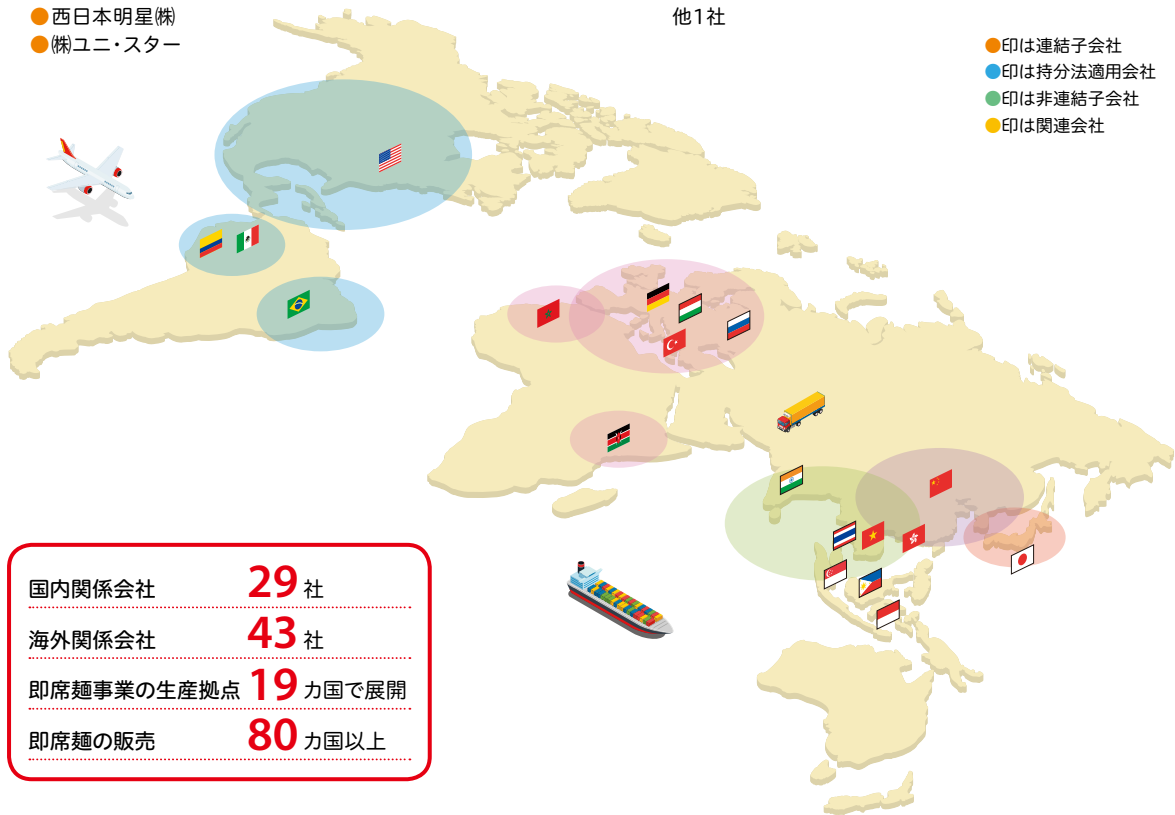 ●西日本明星㈱
●㈱ユニ・スター
他1社
●印は連結子会社
●印は持分法適用会社
●印は非連結子会社
●印は関連会社
国内関係会社 29 社
海外関係会社 43 社
即席麺事業の生産拠点 19 カ国で展開
即席麺の販売 80 カ国以上